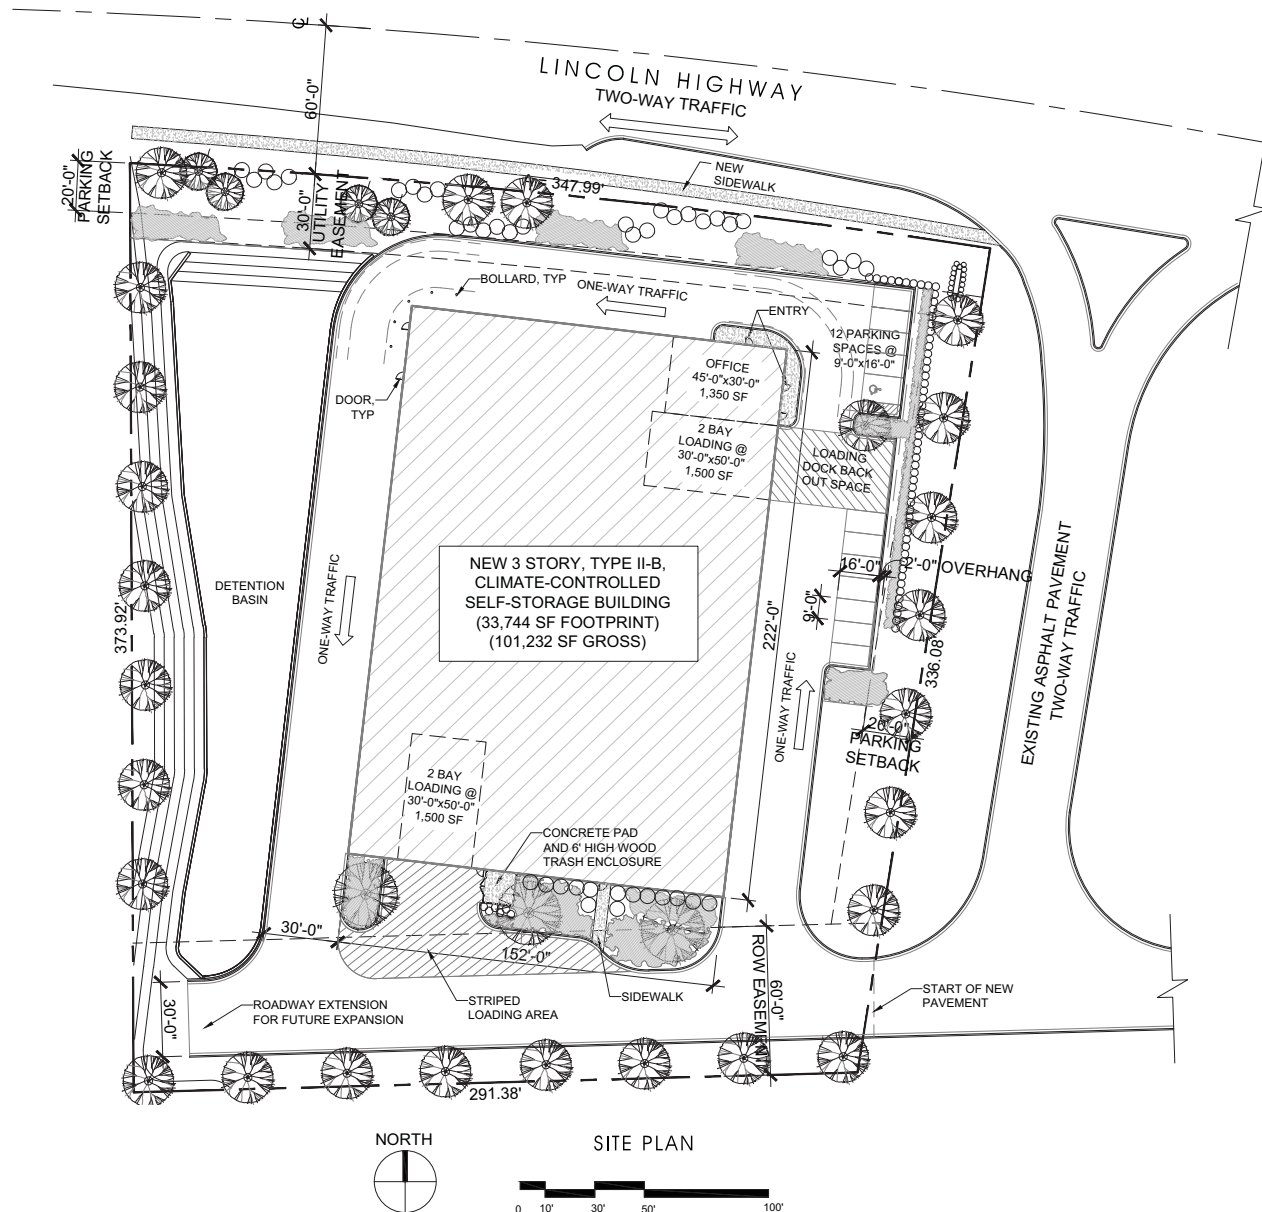 ℄
LINCOLN HIGHWAY
TWO-WAY TRAFFIC
60'-0"
NEW
SIDEWALK
20'-0"
PARKING
SETBACK
30'-0"
UTILITY
EASEMENT
347.99'
BOLLARD, TYP
ONE-WAY TRAFFIC
ENTRY
12 PARKING
SPACES @
9'-0"x16'-0"
OFFICE
45'-0"x30'-0"
1,350 SF
DOOR,
TYP
2 BAY
LOADING @
30'-0"x50'-0"
1,500 SF
LOADING
DOCK BACK
OUT SPACE
NEW 3 STORY, TYPE II-B,
CLIMATE-CONTROLLED
SELF-STORAGE BUILDING
(33,744 SF FOOTPRINT)
(101,232 SF GROSS)
DETENTION
BASIN
ONE-WAY TRAFFIC
373.92'
16'-0"
2'-0" OVERHANG
9'-0"
222'-0"
336.08'
EXISTING ASPHALT PAVEMENT
TWO-WAY TRAFFIC
ONE-WAY TRAFFIC
20'-0"
PARKING
SETBACK
2 BAY
LOADING @
30'-0"x50'-0"
1,500 SF
CONCRETE PAD
AND 6' HIGH WOOD
TRASH ENCLOSURE
30'-0"
152'-0"
ROW EASEMENT
60'-0"
30'-0"
ROADWAY EXTENSION
FOR FUTURE EXPANSION
STRIPED
LOADING AREA
SIDEWALK
START OF NEW
PAVEMENT
291.38'
NORTH
SITE PLAN
0 10' 30' 50' 100'